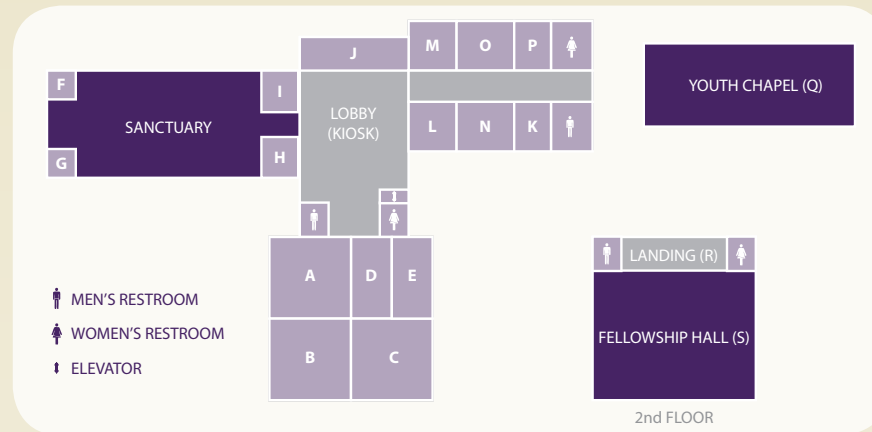 J
M
O
P
F
I
LOBBY
(KIOSK)
YOUTH CHAPEL (Q)
SANCTUARY
L
N
K
G
H
A
D
E
LANDING (R)
MEN'S RESTROOM
WOMEN'S RESTROOM
ELEVATOR
B
C
FELLOWSHIP HALL (S)
2nd FLOOR